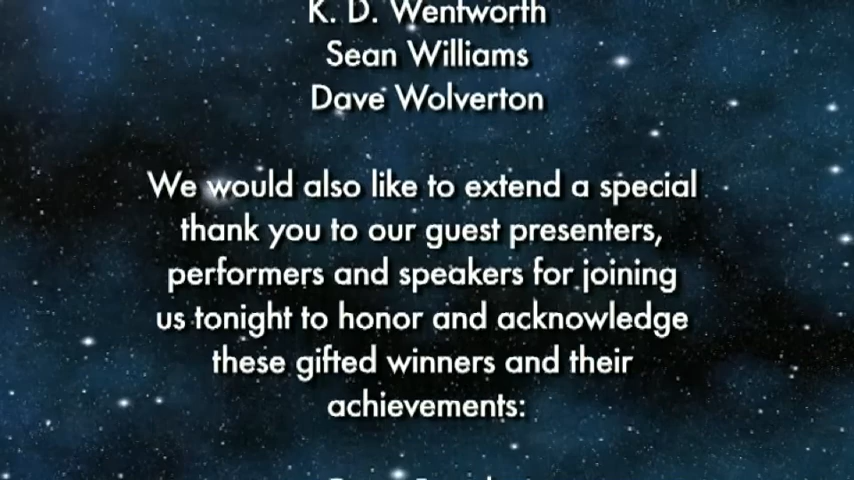 K. D. Wentworth
Sean Williams
Dave Wolverton
We would also like to extend a special
thank you to our guest presenters,
performers and speakers for joining
us tonight to honor and acknowledge
these gifted winners and their
achievements: